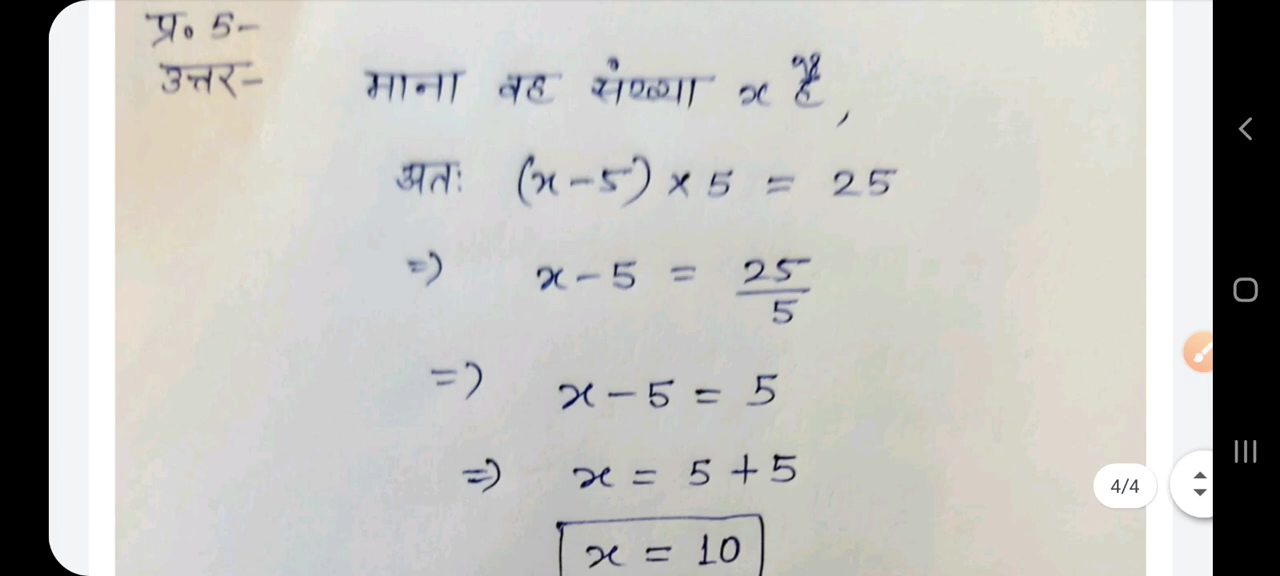 प्र० 5-
उत्तर-
माना वह संख्या x है,
अतः (x-5) × 5 = 25
=) x-5 = 25/5
=) x-5 = 5
=) x = 5+5
x = 10
4/4